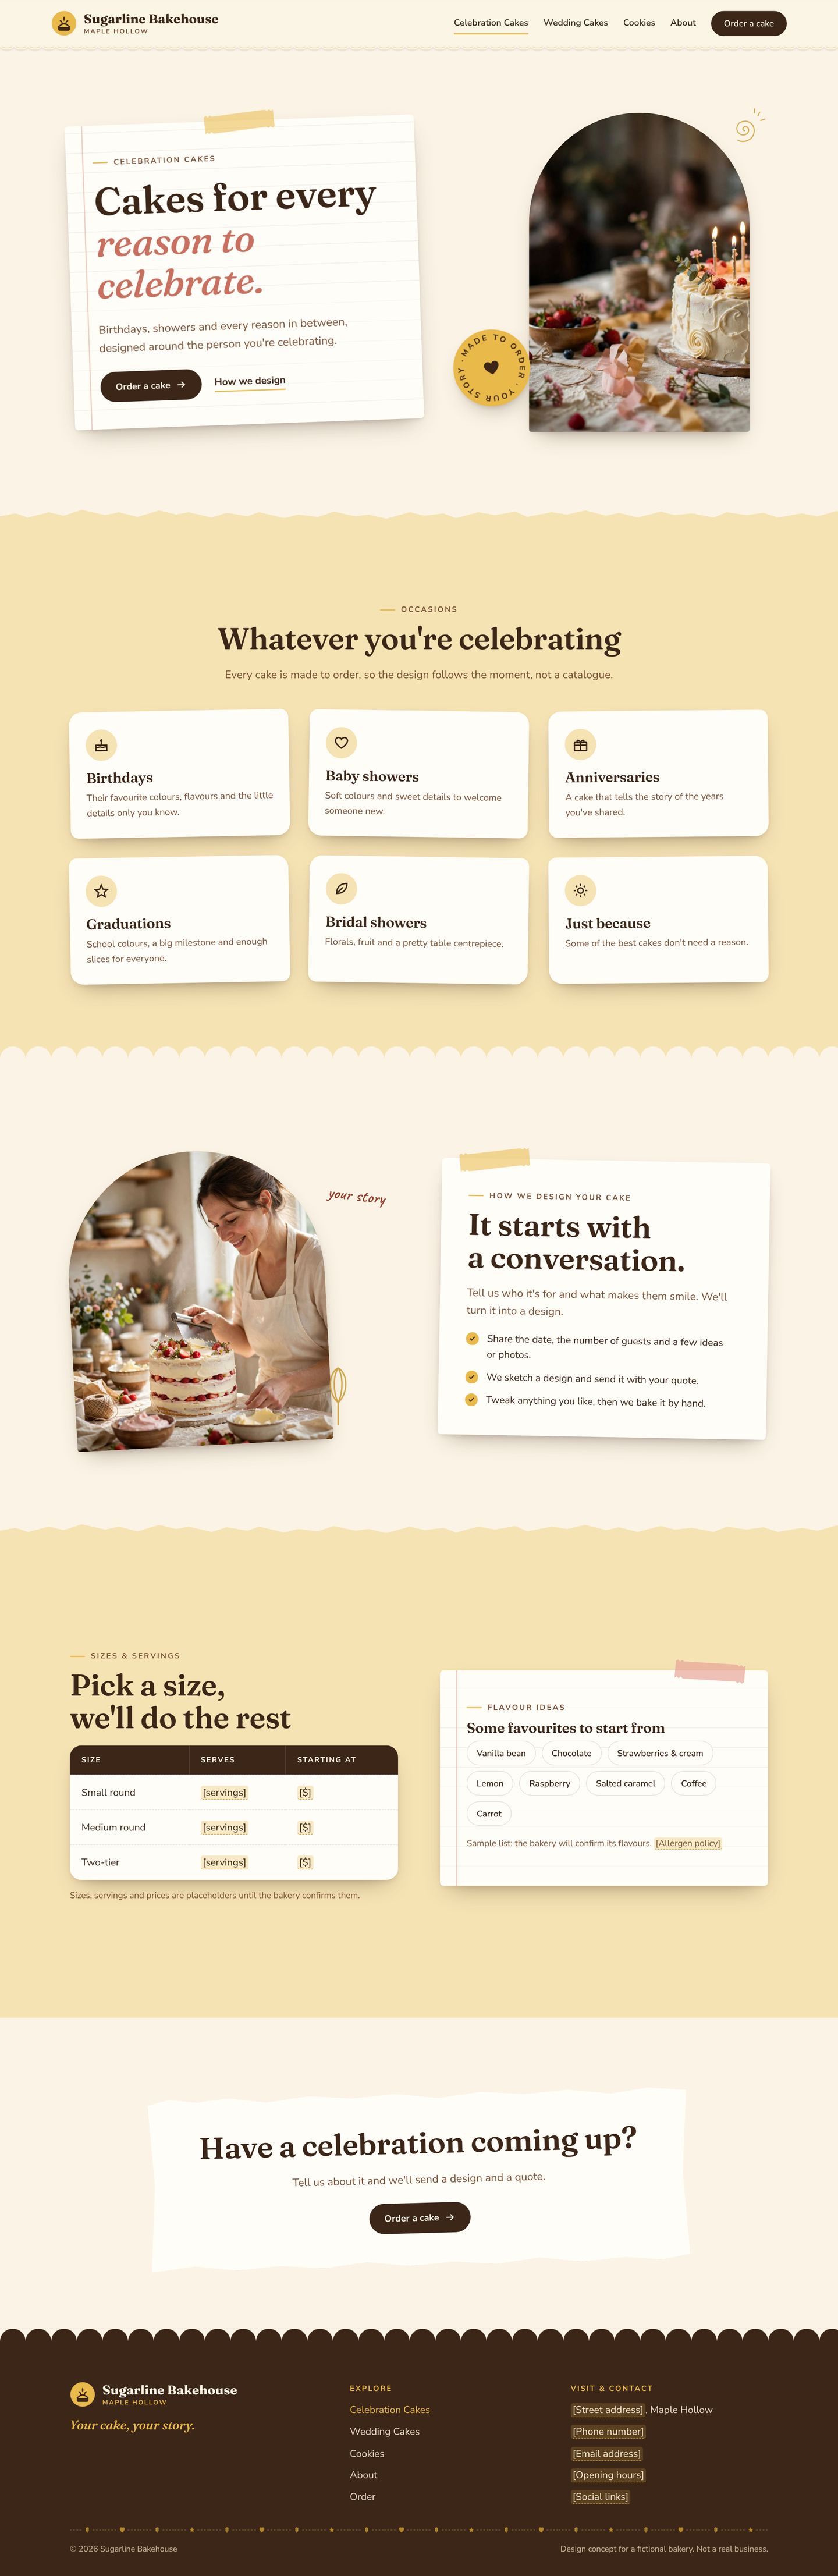 Sugarline Bakehouse
MAPLE HOLLOW
Celebration Cakes
Wedding Cakes
Cookies
About
Order a cake
CELEBRATION CAKES
Cakes for every
reason to
celebrate.
Birthdays, showers and every reason in between,
designed around the person you're celebrating.
Order a cake →
How we design
MADE TO ORDER · YOUR STORY ·
OCCASIONS
Whatever you're celebrating
Every cake is made to order, so the design follows the moment, not a catalogue.
Birthdays
Their favourite colours, flavours and the little
details only you know.
Baby showers
Soft colours and sweet details to welcome
someone new.
Anniversaries
A cake that tells the story of the years
you've shared.
Graduations
School colours, a big milestone and enough
slices for everyone.
Bridal showers
Florals, fruit and a pretty table centrepiece.
Just because
Some of the best cakes don't need a reason.
your story
HOW WE DESIGN YOUR CAKE
It starts with
a conversation.
Tell us who it's for and what makes them smile. We'll
turn it into a design.
Share the date, the number of guests and a few ideas
or photos.
We sketch a design and send it with your quote.
Tweak anything you like, then we bake it by hand.
SIZES & SERVINGS
Pick a size,
we'll do the rest
SIZE SERVES STARTING AT
Small round [servings] [$]
Medium round [servings] [$]
Two-tier [servings] [$]
Sizes, servings and prices are placeholders until the bakery confirms them.
FLAVOUR IDEAS
Some favourites to start from
Vanilla bean Chocolate Strawberries & cream
Lemon Raspberry Salted caramel Coffee
Carrot
Sample list: the bakery will confirm its flavours. [Allergen policy]
Have a celebration coming up?
Tell us about it and we'll send a design and a quote.
Order a cake →
Sugarline Bakehouse
MAPLE HOLLOW
Your cake, your story.
EXPLORE
Celebration Cakes
Wedding Cakes
Cookies
About
Order
VISIT & CONTACT
[Street address], Maple Hollow
[Phone number]
[Email address]
[Opening hours]
[Social links]
© 2026 Sugarline Bakehouse
Design concept for a fictional bakery. Not a real business.